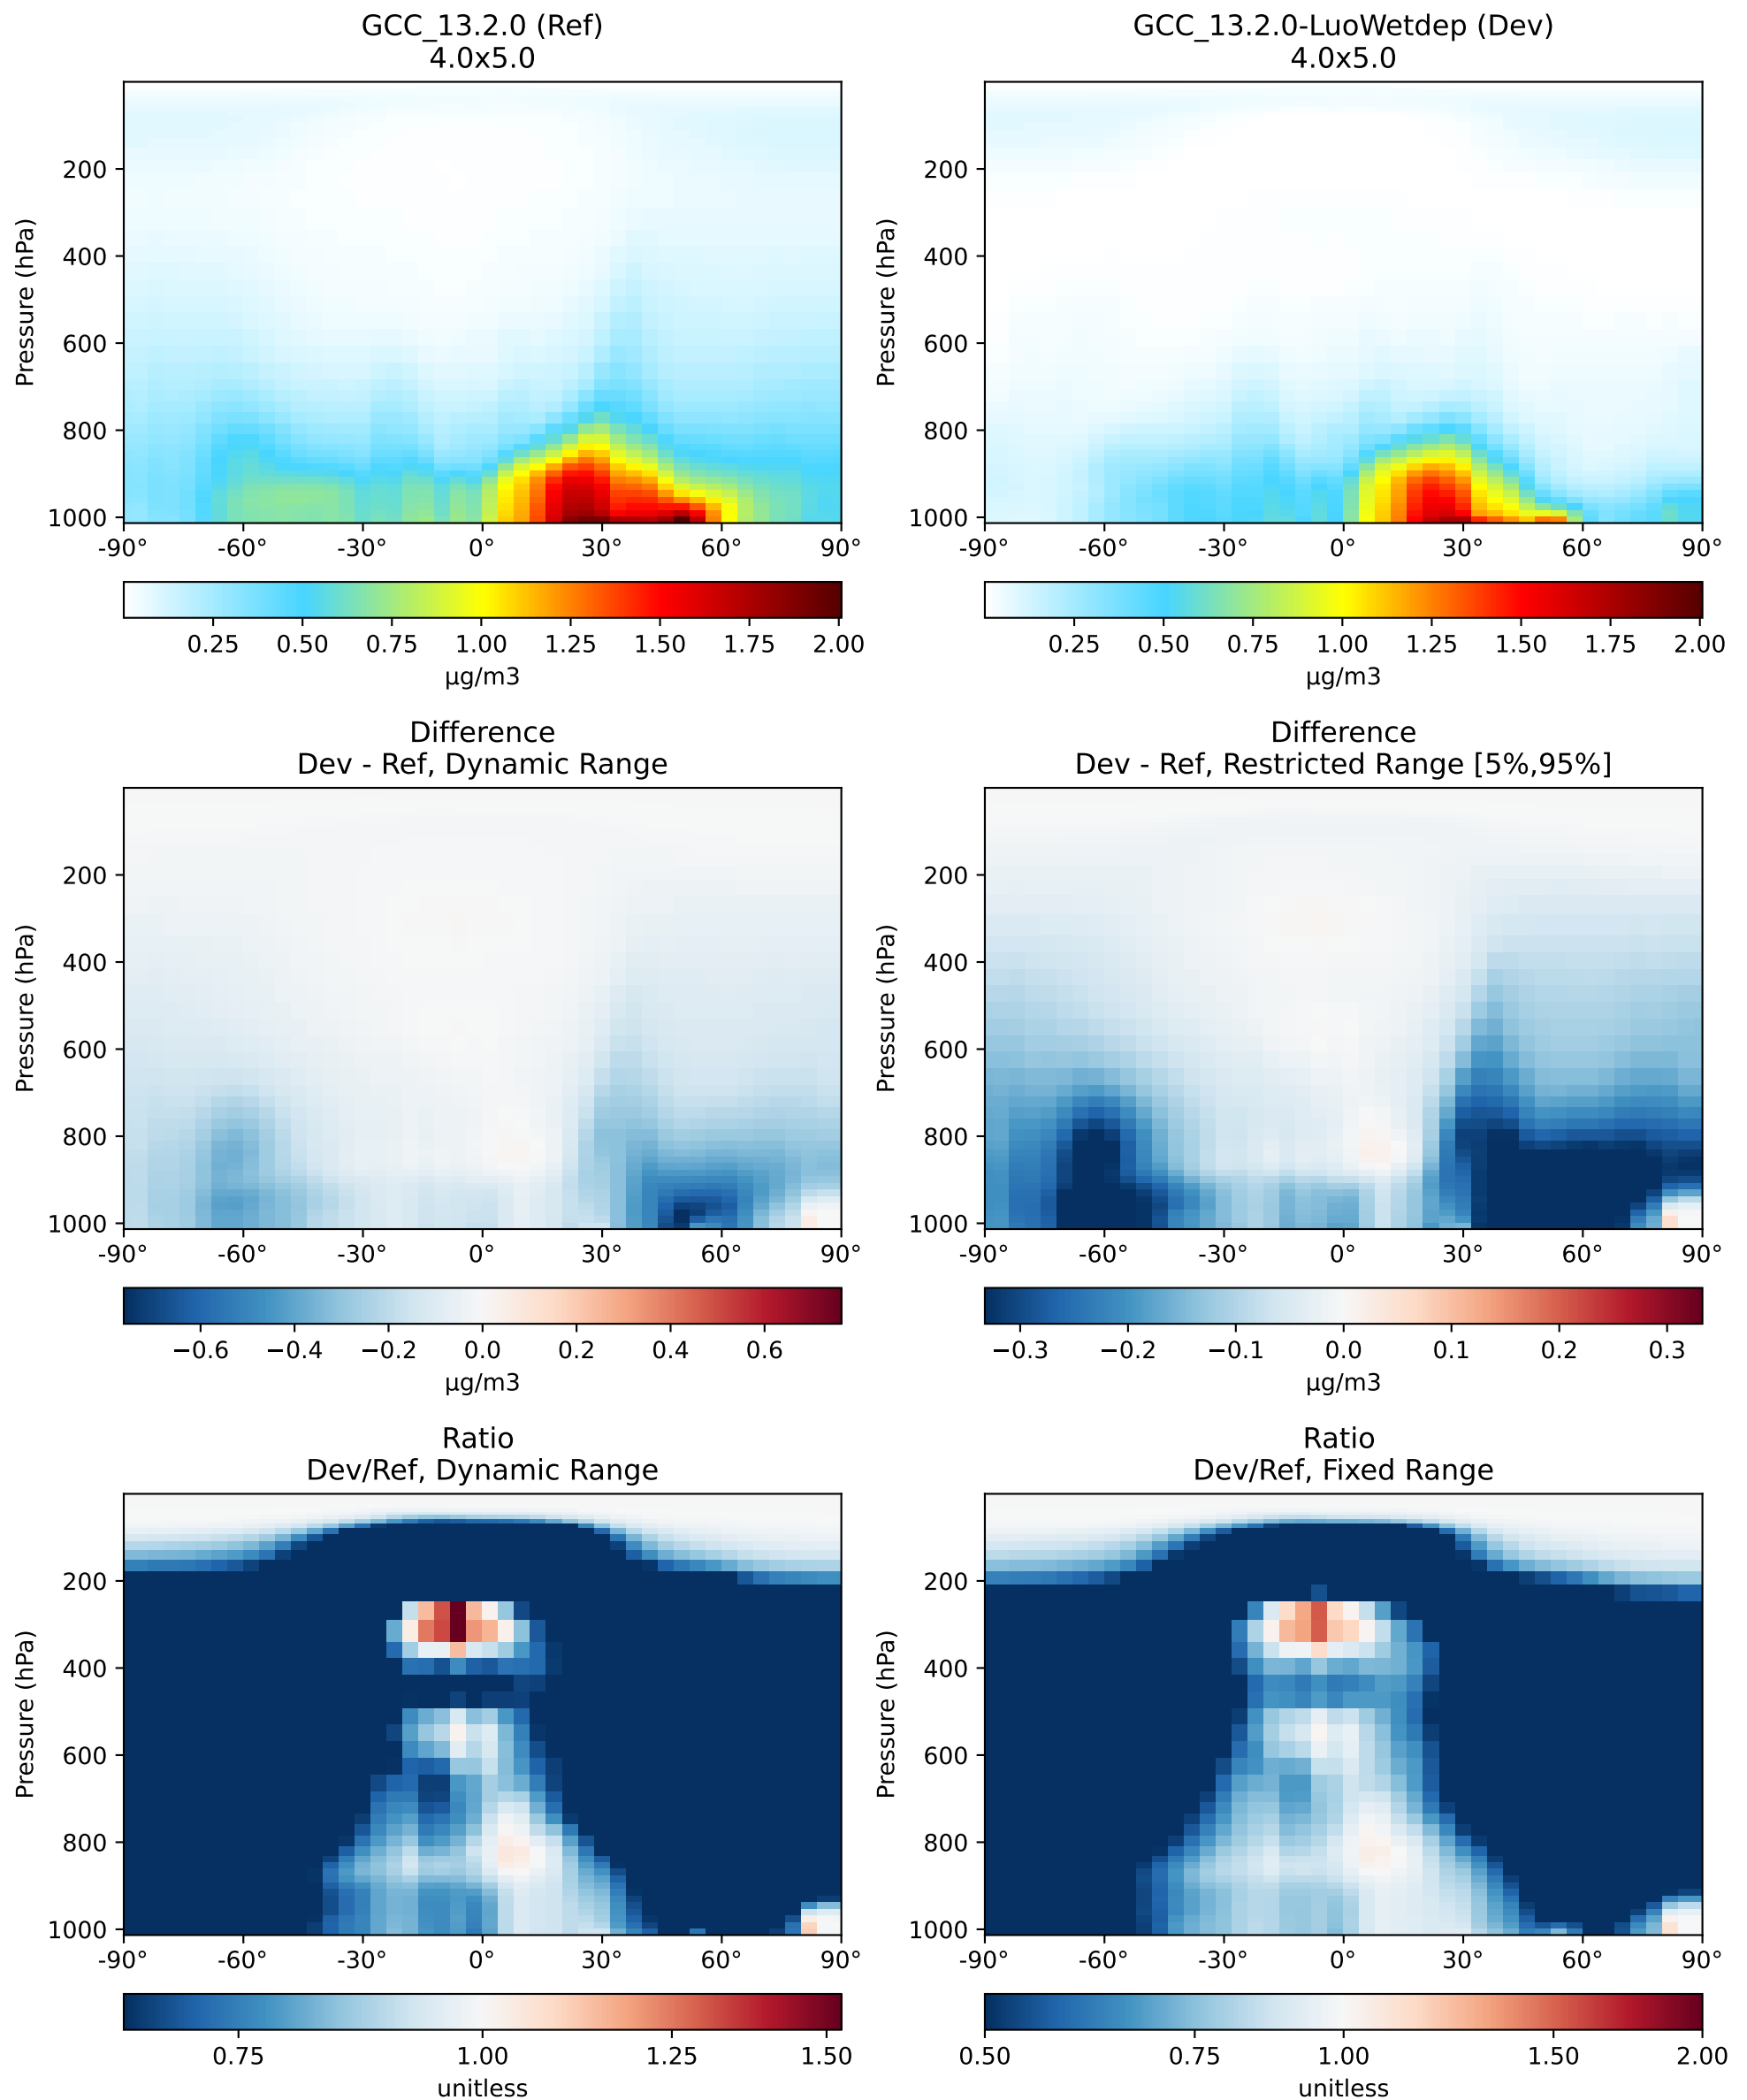 GCC_13.2.0 (Ref)
4.0x5.0
Pressure (hPa)
200
400
600
800
1000
-90° -60° -30° 0° 30° 60° 90°
0.25 0.50 0.75 1.00 1.25 1.50 1.75 2.00
µg/m3
GCC_13.2.0-LuoWetdep (Dev)
4.0x5.0
Pressure (hPa)
200
400
600
800
1000
-90° -60° -30° 0° 30° 60° 90°
0.25 0.50 0.75 1.00 1.25 1.50 1.75 2.00
µg/m3
Difference
Dev - Ref, Dynamic Range
Pressure (hPa)
200
400
600
800
1000
-90° -60° -30° 0° 30° 60° 90°
−0.6 −0.4 −0.2 0.0 0.2 0.4 0.6
µg/m3
Difference
Dev - Ref, Restricted Range [5%,95%]
Pressure (hPa)
200
400
600
800
1000
-90° -60° -30° 0° 30° 60° 90°
−0.3 −0.2 −0.1 0.0 0.1 0.2 0.3
µg/m3
Ratio
Dev/Ref, Dynamic Range
Pressure (hPa)
200
400
600
800
1000
-90° -60° -30° 0° 30° 60° 90°
0.75 1.00 1.25 1.50
unitless
Ratio
Dev/Ref, Fixed Range
Pressure (hPa)
200
400
600
800
1000
-90° -60° -30° 0° 30° 60° 90°
0.50 0.75 1.00 1.50 2.00
unitless